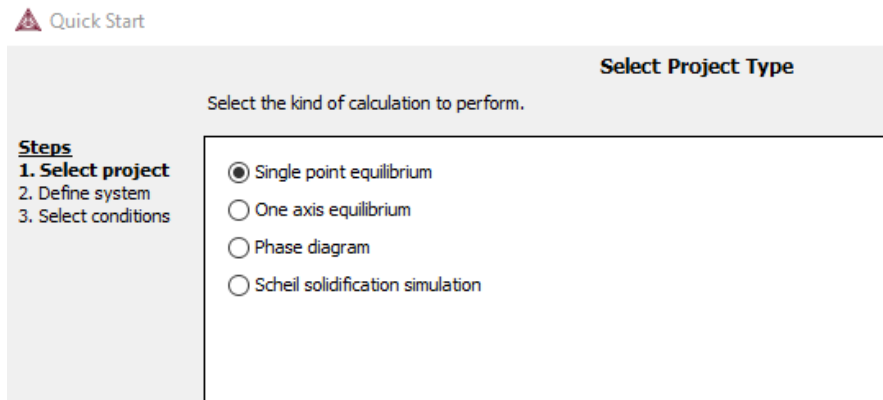 Quick Start
Select Project Type
Select the kind of calculation to perform.
Steps
1. Select project
2. Define system
3. Select conditions
Single point equilibrium
One axis equilibrium
Phase diagram
Scheil solidification simulation